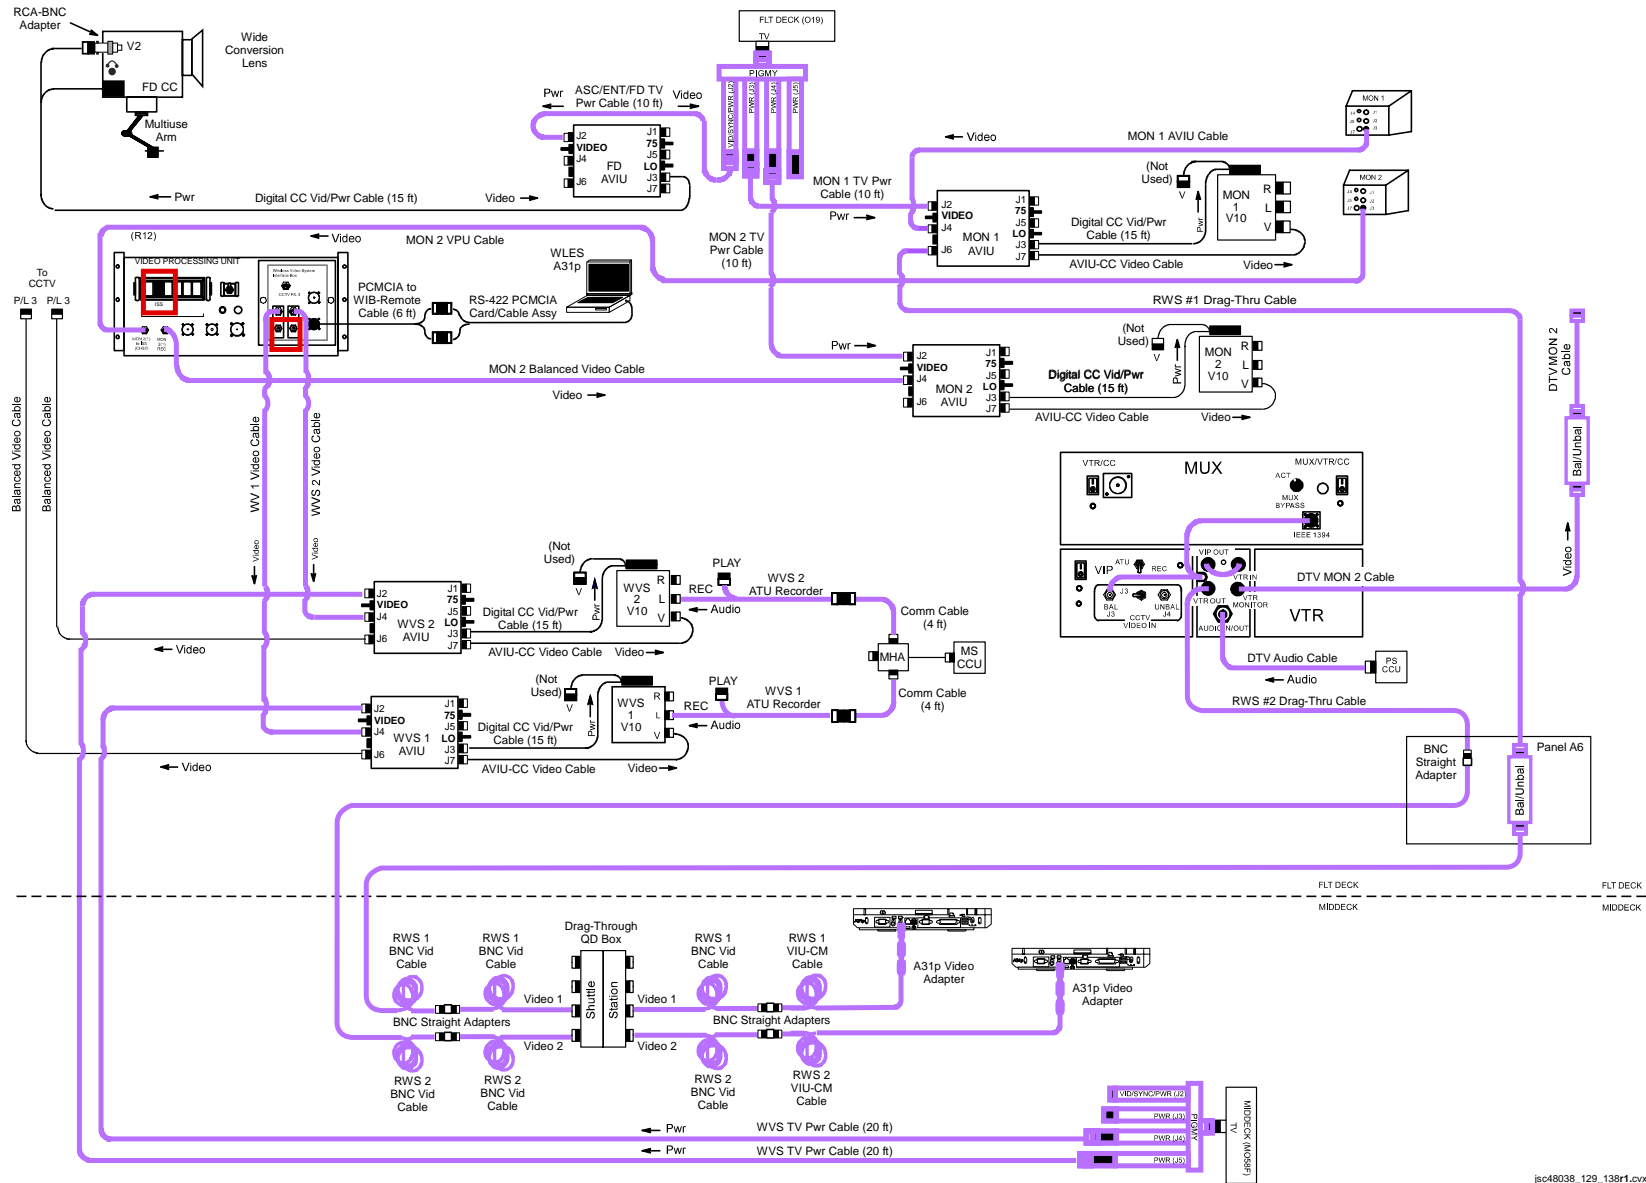 RCA-BNC
Adapter
V2
FD CC
Wide
Conversion
Lens
Multiuse
Arm
FLT DECK (O19)
TV
PIGMY
VID/SYNC/PWR (J2)
PWR (J3)
PWR (J4)
PWR (J5)
Pwr
ASC/ENT/FD TV
Pwr Cable (10 ft)
Video
J2
VIDEO
J4
J6
FD
AVIU
J1
75
J5
LO
J3
J7
Pwr
Digital CC Vid/Pwr Cable (15 ft)
Video
MON 1
MON 1 AVIU Cable
Video
MON 2
MON 1 TV Pwr
Cable (10 ft)
Pwr
MON 2 TV
Pwr Cable
(10 ft)
J2
VIDEO
J4
J6
MON 1
AVIU
J1
75
J5
LO
J3
J7
(Not
Used)
V
Pwr
MON
1
V10
R
L
V
Digital CC Vid/Pwr
Cable (15 ft)
AVIU-CC Video Cable
Video
(R12)
Video
MON 2 VPU Cable
VIDEO PROCESSING UNIT
ISS
Wireless Video System
Interface Box
CCTV P/L 3
WLES
A31p
PCMCIA to
WIB-Remote
Cable (6 ft)
RS-422 PCMCIA
Card/Cable Assy
To
CCTV
P/L 3
P/L 3
RWS #1 Drag-Thru Cable
MON 2 Balanced Video Cable
Video
Pwr
J2
VIDEO
J4
J6
MON 2
AVIU
J1
75
J5
LO
J3
J7
(Not
Used)
V
Pwr
MON
2
V10
R
L
V
Digital CC Vid/Pwr
Cable (15 ft)
AVIU-CC Video Cable
Video
DTV MON 2
Cable
Bal/Unbal
Video
Balanced Video Cable
Balanced Video Cable
WV 1 Video Cable
WVS 2 Video Cable
Video
Video
VTR/CC
MUX
MUX/VTR/CC
ACT
MUX
BYPASS
IEEE 1394
VIP
ATU
REC
J3
BAL
J3
UNBAL
J4
CCTV
VIDEO IN
VIP OUT
VTR IN
VTR OUT
VTR
MONITOR
AUDIO IN/OUT
VTR
DTV MON 2 Cable
DTV Audio Cable
Audio
PS
CCU
RWS #2 Drag-Thru Cable
J2
VIDEO
J4
J6
WVS 2
AVIU
J1
75
J5
LO
J3
J7
Video
(Not
Used)
V
Pwr
WVS
2
V10
R
L
V
Digital CC Vid/Pwr
Cable (15 ft)
AVIU-CC Video Cable
Video
PLAY
REC
WVS 2
ATU Recorder
Audio
Comm Cable
(4 ft)
MHA
MS
CCU
Comm Cable
(4 ft)
J2
VIDEO
J4
J6
WVS 1
AVIU
J1
75
J5
LO
J3
J7
Video
(Not
Used)
V
Pwr
WVS
1
V10
R
L
V
Digital CC Vid/Pwr
Cable (15 ft)
AVIU-CC Video Cable
Video
PLAY
REC
WVS 1
ATU Recorder
Audio
BNC
Straight
Adapter
Bal/Unbal
Panel A6
FLT DECK
FLT DECK
MIDDECK
MIDDECK
RWS 1
BNC Vid
Cable
RWS 1
BNC Vid
Cable
Drag-Through
QD Box
RWS 1
BNC Vid
Cable
RWS 1
VIU-CM
Cable
A31p Video
Adapter
A31p Video
Adapter
Shuttle
Station
Video 1
Video 1
BNC Straight Adapters
BNC Straight Adapters
Video 2
Video 2
RWS 2
BNC Vid
Cable
RWS 2
BNC Vid
Cable
RWS 2
BNC Vid
Cable
RWS 2
VIU-CM
Cable
VID/SYNC/PWR (J2)
PWR (J3)
PWR (J4)
PWR (J5)
PIGMY
TV
MIDDECK (MO58F)
Pwr
WVS TV Pwr Cable (20 ft)
Pwr
WVS TV Pwr Cable (20 ft)
jsc48038_129_138r1.cvx